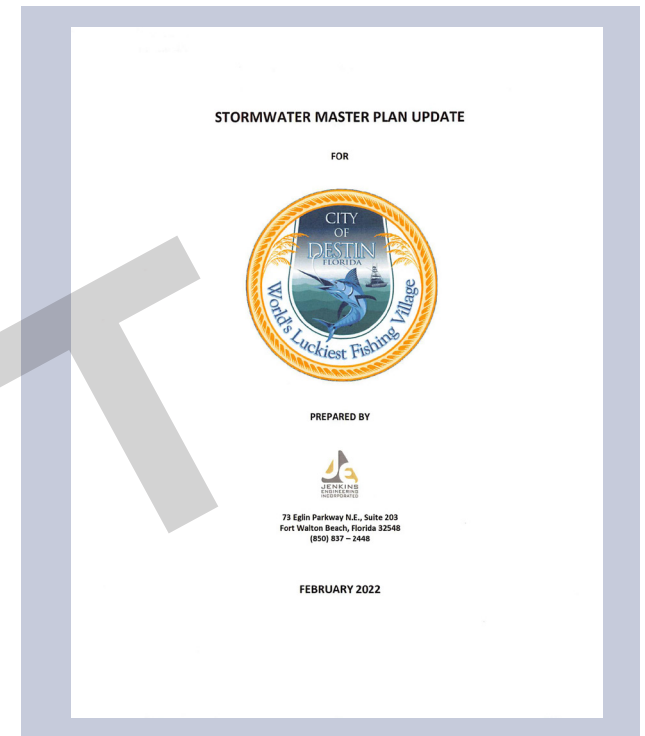 STORMWATER MASTER PLAN UPDATE
FOR
CITY
OF
DESTIN
FLORIDA
World's Luckiest Fishing Village
PREPARED BY
JE
JENKINS
ENGINEERING
INCORPORATED
73 Eglin Parkway N.E., Suite 203
Fort Walton Beach, Florida 32548
(850) 837 – 2448
FEBRUARY 2022
T